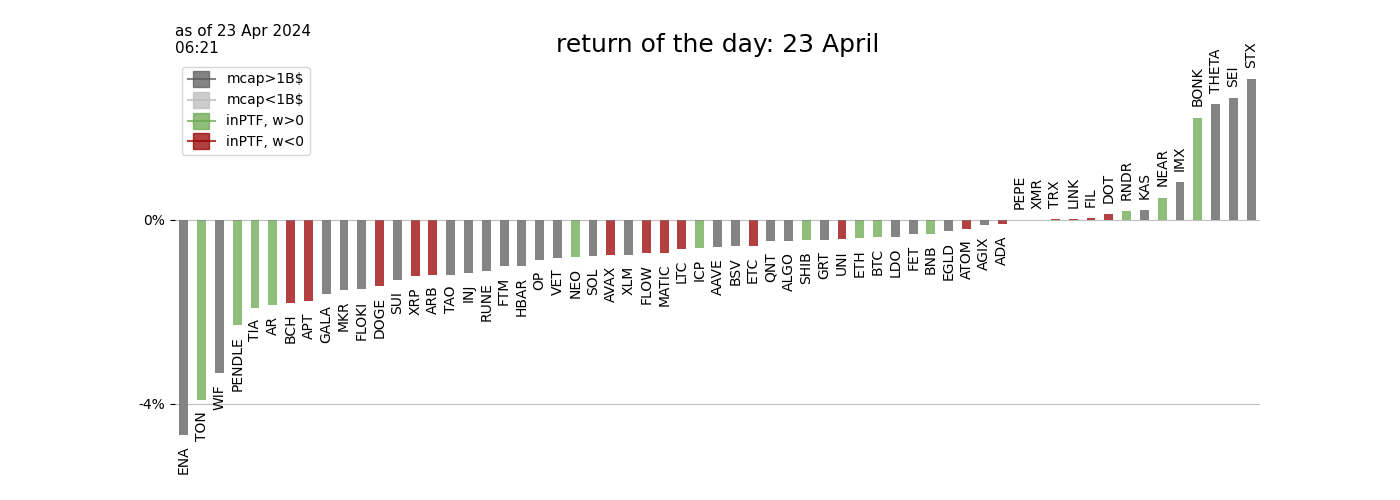 as of 23 Apr 2024
06:21
return of the day: 23 April
mcap>1B$
mcap<1B$
inPTF, w>0
inPTF, w<0
0%
-4%
ENA
TON
WIF
PENDLE
TIA
AR
BCH
APT
GALA
MKR
FLOKI
DOGE
SUI
XRP
ARB
TAO
INJ
RUNE
FTM
HBAR
OP
VET
NEO
SOL
AVAX
XLM
FLOW
MATIC
LTC
ICP
AAVE
BSV
ETC
QNT
ALGO
SHIB
GRT
UNI
ETH
BTC
LDO
FET
BNB
EGLD
ATOM
AGIX
ADA
PEPE
XMR
TRX
LINK
FIL
DOT
RNDR
KAS
NEAR
IMX
BONK
THETA
SEI
STX